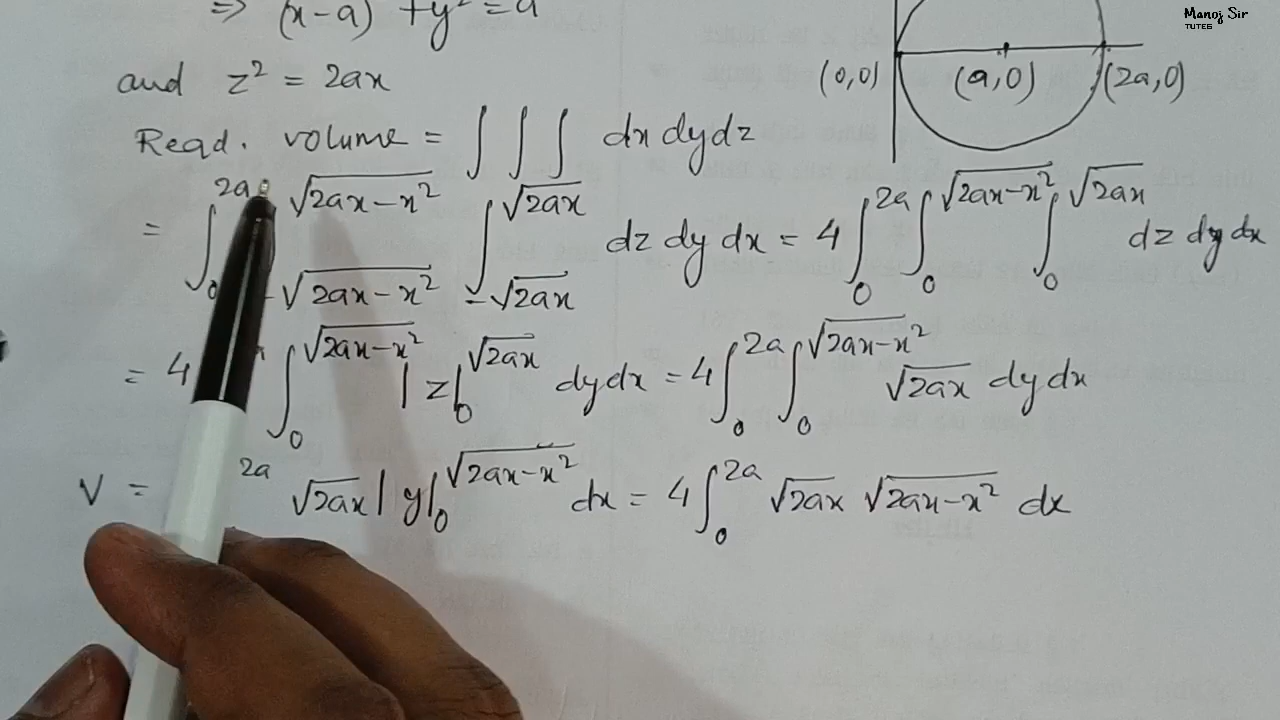 ⇒ (x-a) + y² = a
Manoj Sir
TUTES
and z² = 2ax
(0,0) (a,0) (2a,0)
Reqd. volume = ∫∫∫ dx dy dz
= ∫₀^2a ∫_-√(2ax-x²)^√(2ax-x²) ∫_-√(2ax)^√(2ax) dz dy dx = 4∫₀^2a ∫₀^√(2ax-x²) ∫₀^√(2ax) dz dy dx
= 4 ∫₀^√(2ax-x²) |z|₀^√(2ax) dy dx = 4∫₀^2a ∫₀^√(2ax-x²) √(2ax) dy dx
V = 2a √(2ax) |y|₀^√(2ax-x²) dx = 4∫₀^2a √(2ax) √(2ax-x²) dx